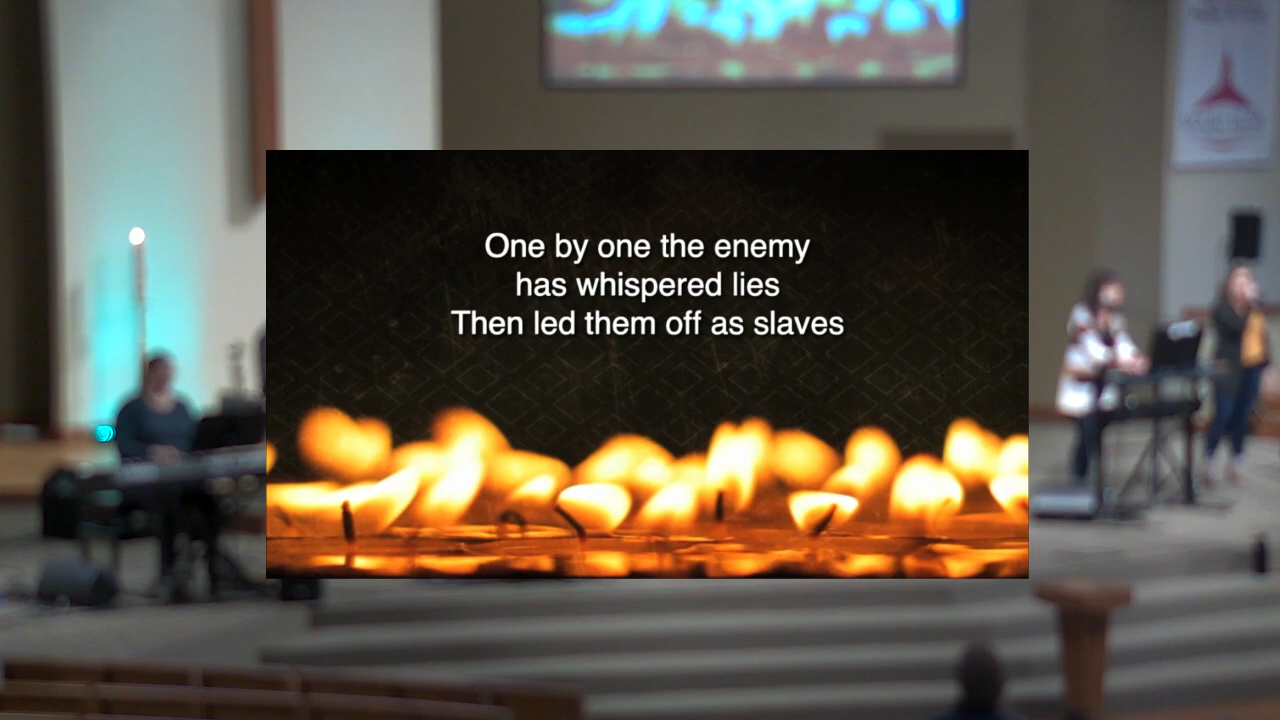 One by one the enemy
has whispered lies
Then led them off as slaves